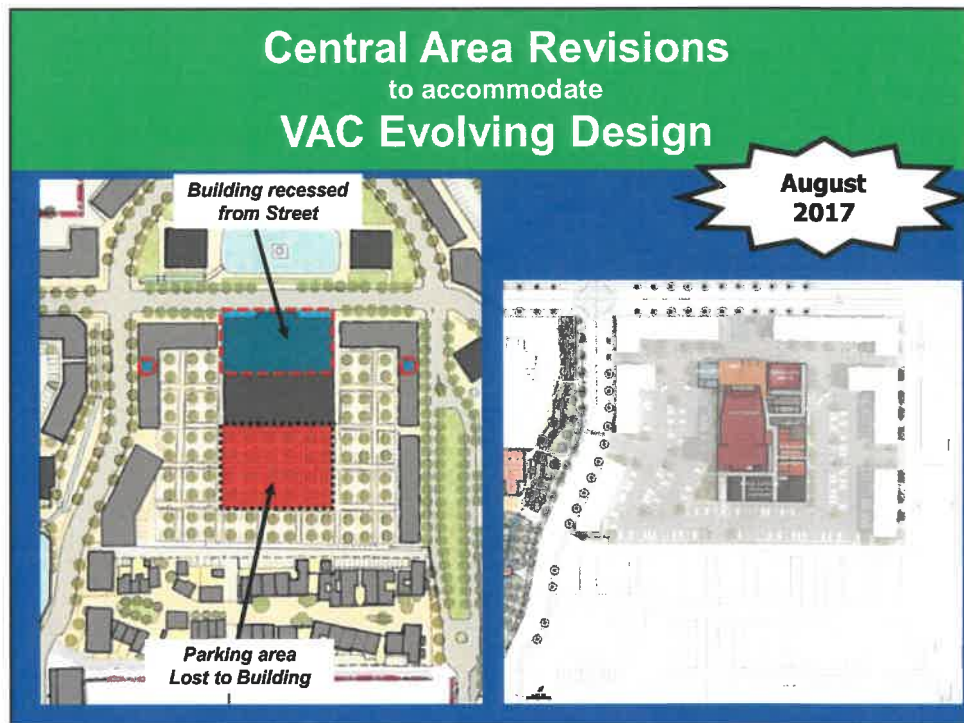 Central Area Revisions
to accommodate
VAC Evolving Design
August
2017
Building recessed
from Street
Parking area
Lost to Building